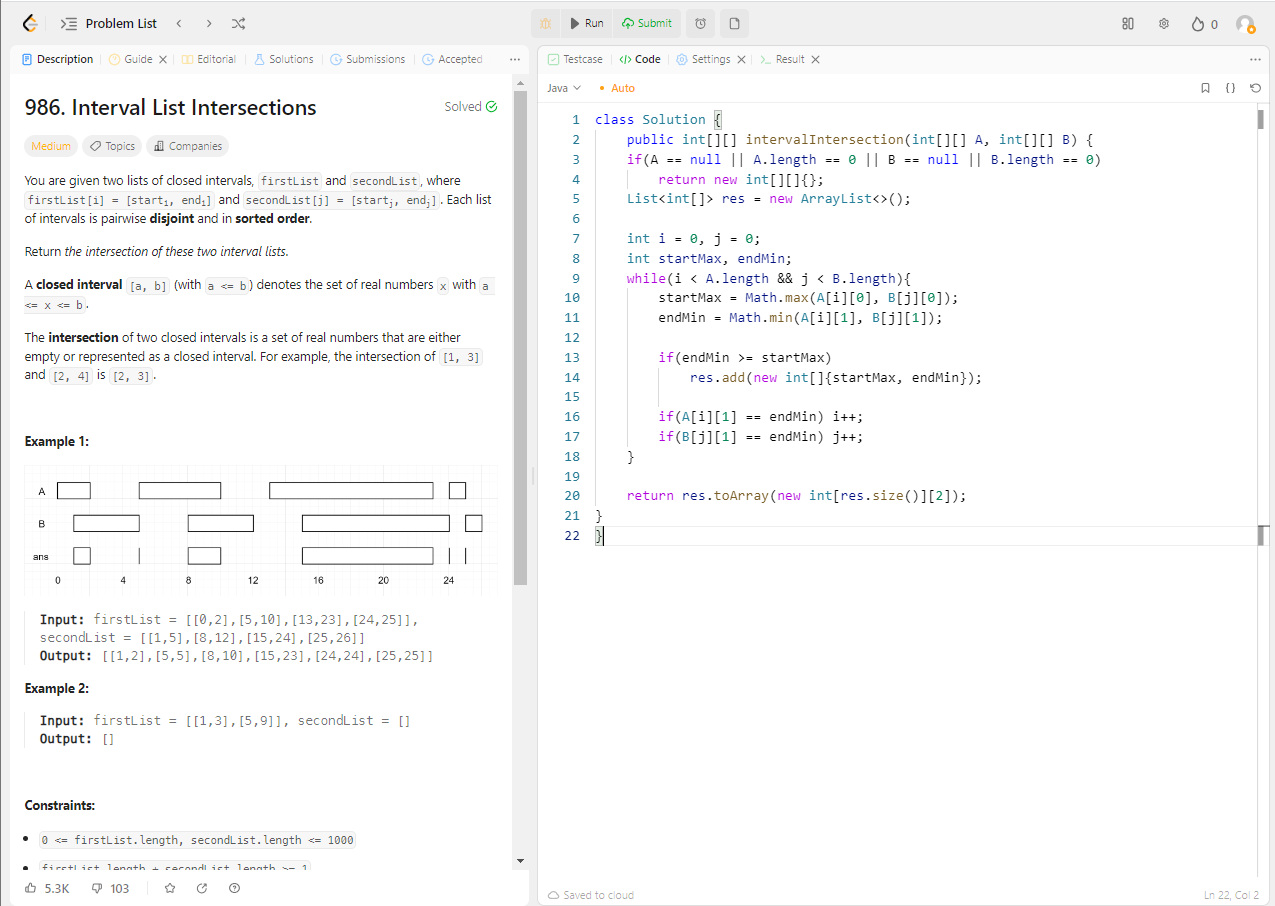 Problem List
Run
Submit
0
Description
Guide
Editorial
Solutions
Submissions
Accepted
986. Interval List Intersections
Solved
Medium
Topics
Companies
You are given two lists of closed intervals, firstList and secondList, where
firstList[i] = [starti, endi] and secondList[j] = [startj, endj]. Each list
of intervals is pairwise disjoint and in sorted order.
Return the intersection of these two interval lists.
A closed interval [a, b] (with a <= b) denotes the set of real numbers x with a
<= x <= b.
The intersection of two closed intervals is a set of real numbers that are either
empty or represented as a closed interval. For example, the intersection of [1, 3]
and [2, 4] is [2, 3].
Example 1:
A
B
ans
0 4 8 12 16 20 24
Input: firstList = [[0,2],[5,10],[13,23],[24,25]],
secondList = [[1,5],[8,12],[15,24],[25,26]]
Output: [[1,2],[5,5],[8,10],[15,23],[24,24],[25,25]]
Example 2:
Input: firstList = [[1,3],[5,9]], secondList = []
Output: []
Constraints:
0 <= firstList.length, secondList.length <= 1000
firstList.length + secondList.length >= 1
5.3K
103
Testcase
Code
Settings
Result
Java
Auto
1 class Solution {
2 public int[][] intervalIntersection(int[][] A, int[][] B) {
3 if(A == null || A.length == 0 || B == null || B.length == 0)
4 return new int[][]{};
5 List<int[]> res = new ArrayList<>();
6
7 int i = 0, j = 0;
8 int startMax, endMin;
9 while(i < A.length && j < B.length){
10 startMax = Math.max(A[i][0], B[j][0]);
11 endMin = Math.min(A[i][1], B[j][1]);
12
13 if(endMin >= startMax)
14 res.add(new int[]{startMax, endMin});
15
16 if(A[i][1] == endMin) i++;
17 if(B[j][1] == endMin) j++;
18 }
19
20 return res.toArray(new int[res.size()][2]);
21 }
22 }
Saved to cloud
Ln 22, Col 2